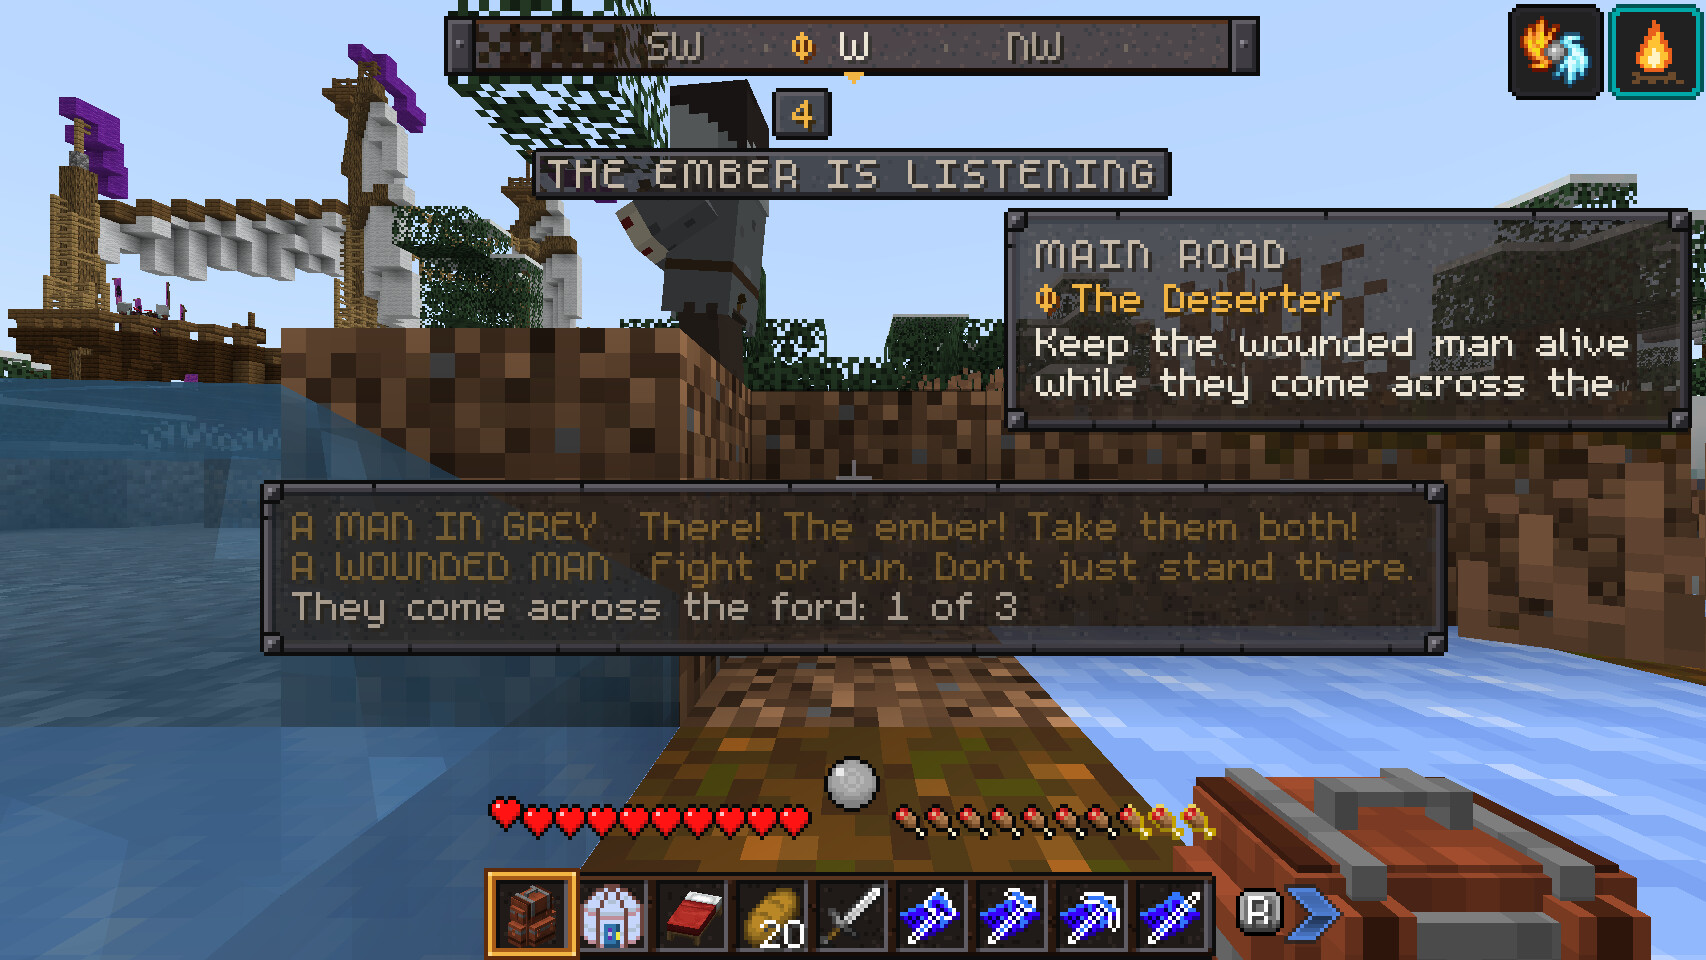 SW W NW
4
THE EMBER IS LISTENING
MAIN ROAD
The Deserter
Keep the wounded man alive
while they come across the
A MAN IN GREY There! The ember! Take them both!
A WOUNDED MAN Fight or run. Don't just stand there.
They come across the ford: 1 of 3
20
R